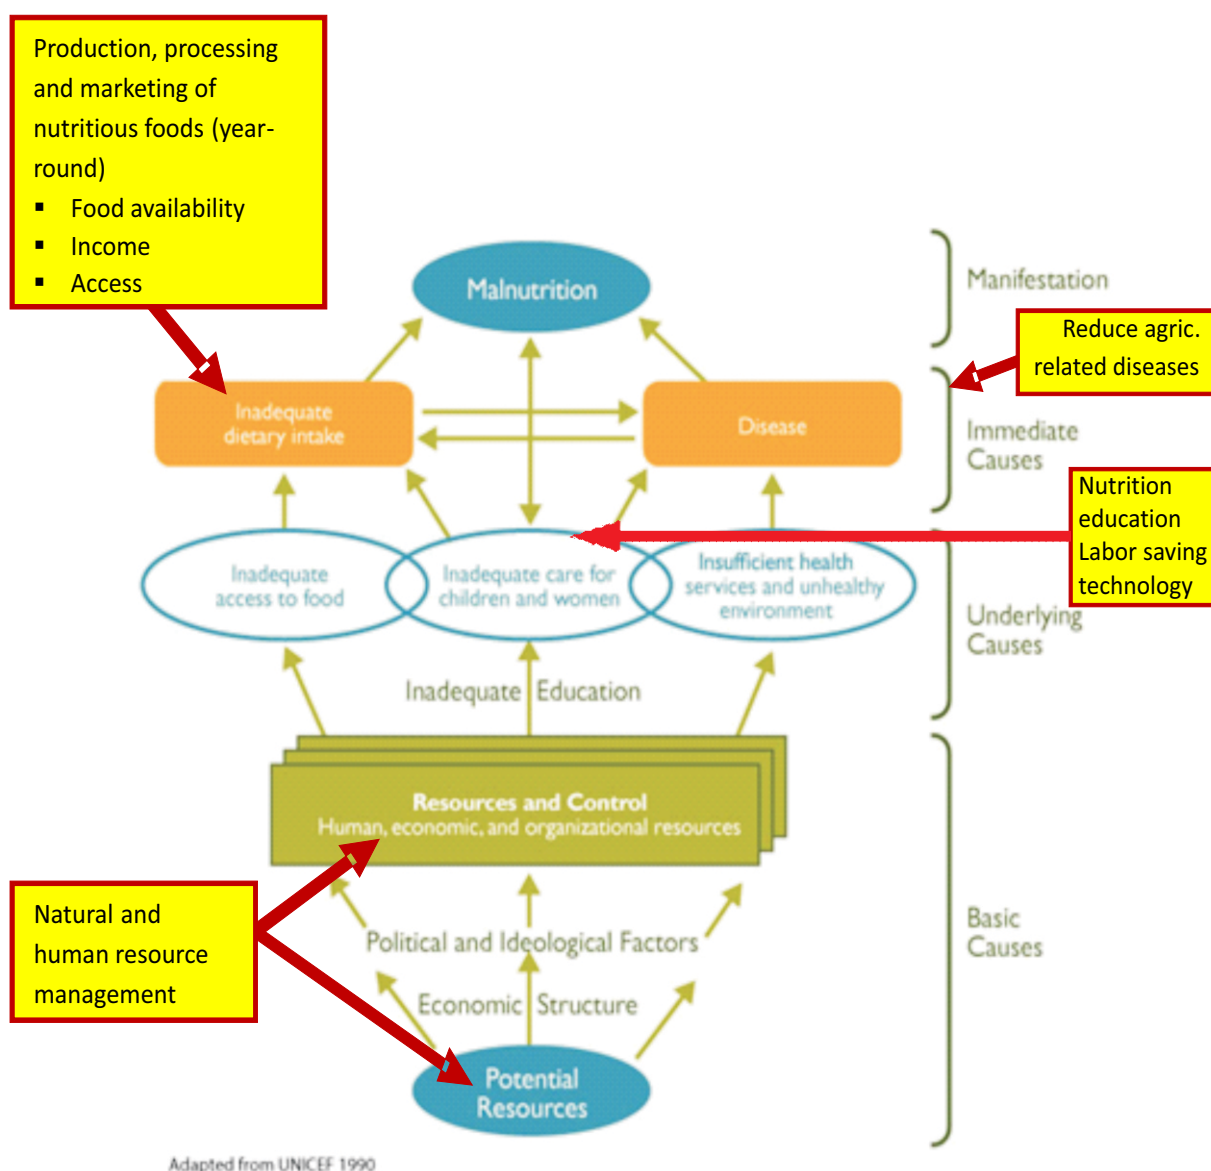 Production, processing
and marketing of
nutritious foods (year-
round)
▪ Food availability
▪ Income
▪ Access
Malnutrition
Manifestation
Reduce agric.
related diseases
Inadequate
dietary intake
Disease
Immediate
Causes
Nutrition
education
Labor saving
technology
Inadequate
access to food
Inadequate care for
children and women
Insufficient health
services and unhealthy
environment
Underlying
Causes
Inadequate Education
Resources and Control
Human, economic, and organizational resources
Natural and
human resource
management
Political and Ideological Factors
Economic Structure
Basic
Causes
Potential
Resources
Adapted from UNICEF 1990